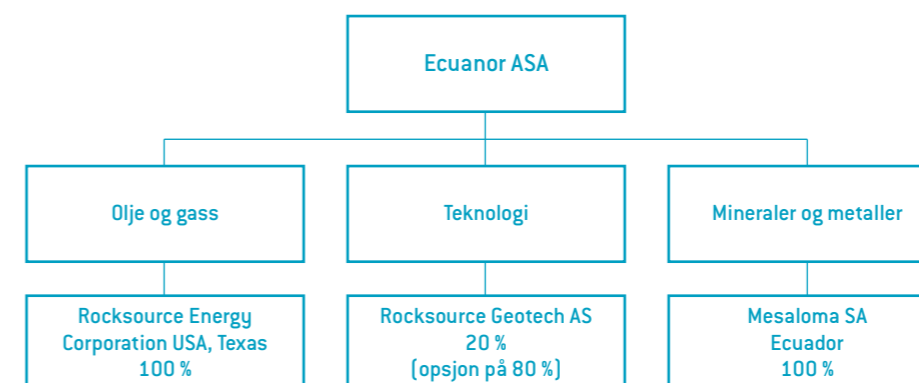 Ecuanor ASA
Olje og gass
Teknologi
Mineraler og metaller
Rocksource Energy
Corporation USA, Texas
100 %
Rocksource Geotech AS
20 %
(opsjon på 80 %)
Mesaloma SA
Ecuador
100 %